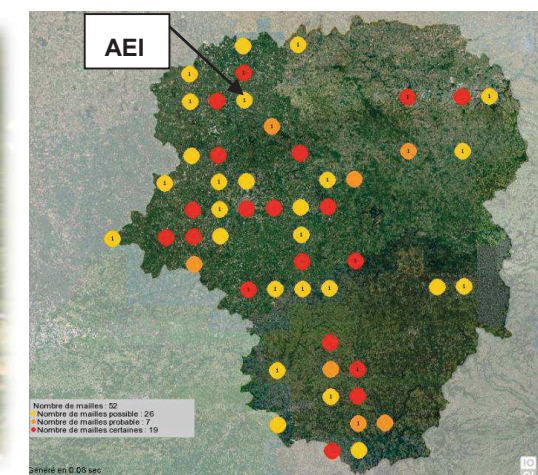 AEI
Nombre de mailles : 52
Nombre de mailles possible : 26
Nombre de mailles probable : 7
Nombre de mailles certaines : 19
Généré en 0.06 sec